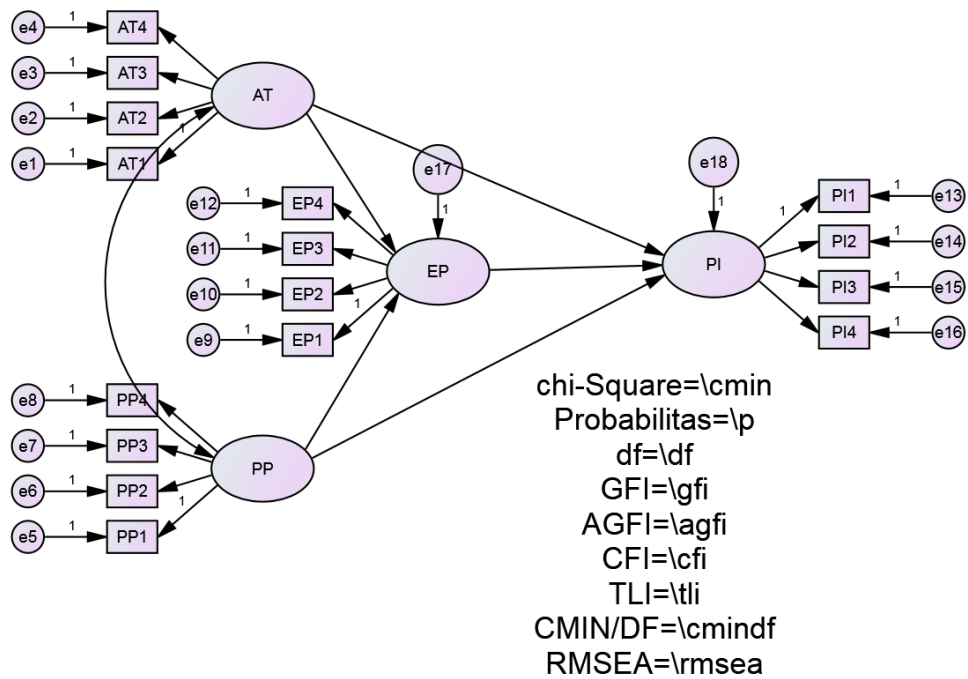 e4 1 AT4
e3 1 AT3
AT
e2 1 AT2
1
e1 1 AT1
e17
1
e18
1
e12 1 EP4
e11 1 EP3
EP
e10 1 EP2
1
e9 1 EP1
PI
1 PI1 1 e13
PI2 1 e14
PI3 1 e15
PI4 1 e16
e8 1 PP4
e7 1 PP3
PP
e6 1 PP2
1
e5 1 PP1
chi-Square=\cmin
Probabilitas=\p
df=\df
GFI=\gfi
AGFI=\agfi
CFI=\cfi
TLI=\tli
CMIN/DF=\cmindf
RMSEA=\rmsea